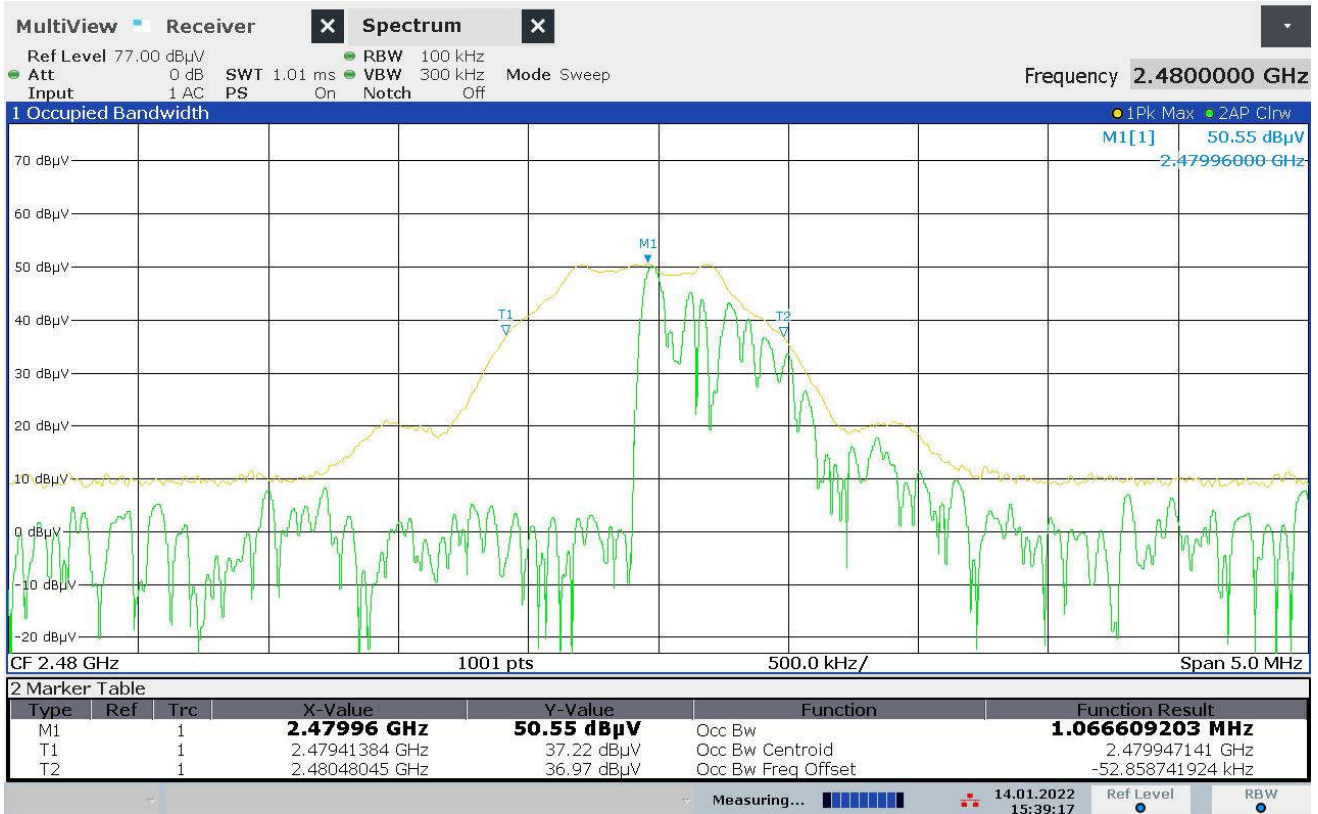 MultiView Receiver X Spectrum X
Ref Level 77.00 dBµV RBW 100 kHz
Att 0 dB SWT 1.01 ms VBW 300 kHz Mode Sweep Frequency 2.4800000 GHz
Input 1 AC PS On Notch Off
1 Occupied Bandwidth 1Pk Max 2AP Clrw
M1[1] 50.55 dBµV
2.47996000 GHz
70 dBµV
60 dBµV
M1
50 dBµV
T1 T2
40 dBµV
30 dBµV
20 dBµV
10 dBµV
0 dBµV
-10 dBµV
-20 dBµV
CF 2.48 GHz 1001 pts 500.0 kHz/ Span 5.0 MHz
2 Marker Table
Type Ref Trc X-Value Y-Value Function Function Result
M1 1 2.47996 GHz 50.55 dBµV Occ Bw 1.066609203 MHz
T1 1 2.47941384 GHz 37.22 dBµV Occ Bw Centroid 2.479947141 GHz
T2 1 2.48048045 GHz 36.97 dBµV Occ Bw Freq Offset -52.858741924 kHz
Measuring... 14.01.2022 Ref Level RBW
15:39:17